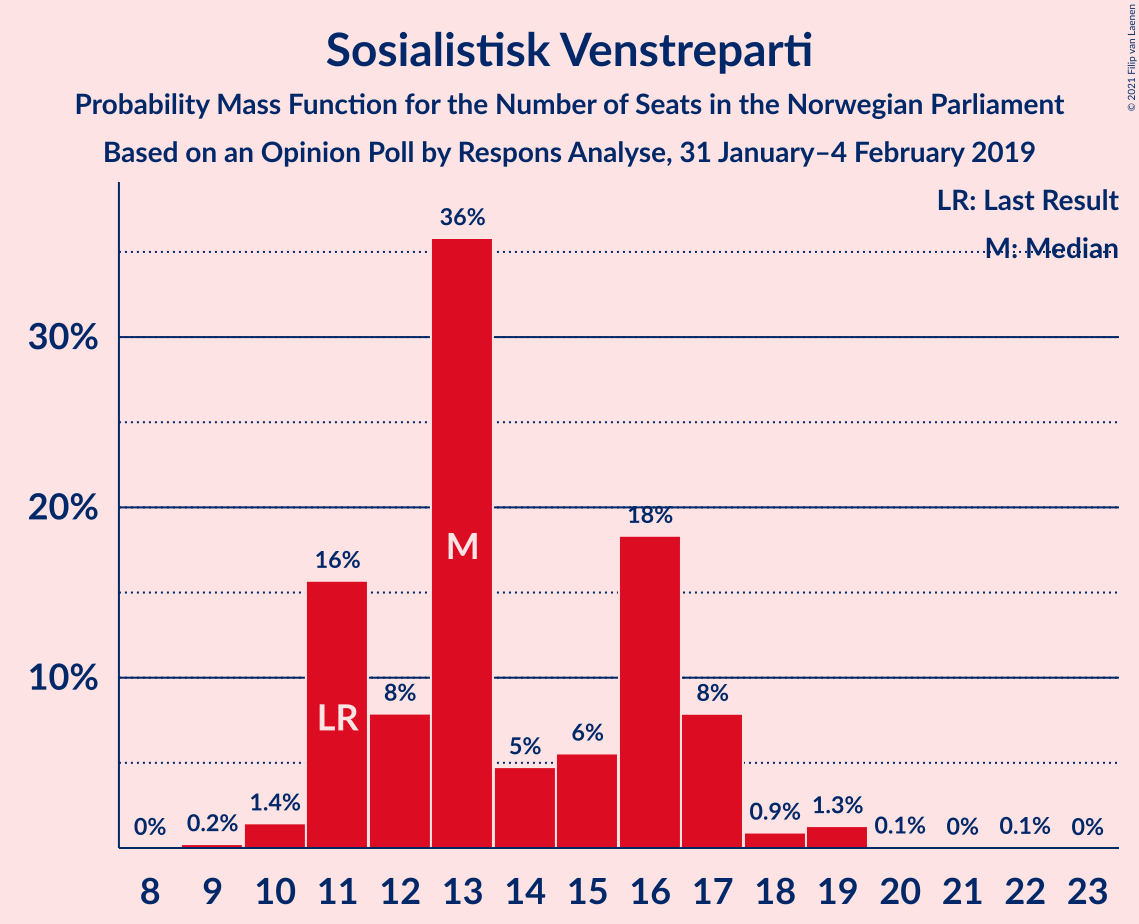 Sosialistisk Venstreparti
Probability Mass Function for the Number of Seats in the Norwegian Parliament
Based on an Opinion Poll by Respons Analyse, 31 January–4 February 2019
© 2021 Filip van Laenen
LR: Last Result
M: Median
30%
20%
10%
0%
0.2%
1.4%
16%
8%
36%
5%
6%
18%
8%
0.9%
1.3%
0.1%
0%
0.1%
0%
LR
M
8 9 10 11 12 13 14 15 16 17 18 19 20 21 22 23